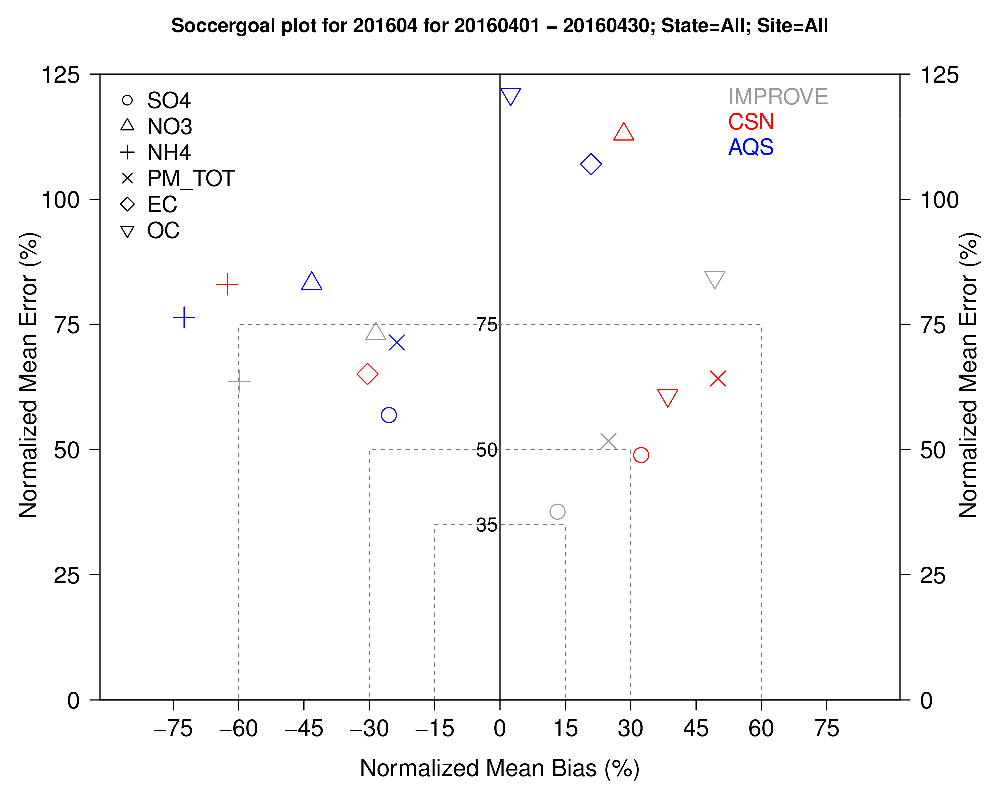 Soccergoal plot for 201604 for 20160401 − 20160430; State=All; Site=All
SO4
NO3
NH4
PM_TOT
EC
OC
IMPROVE
CSN
AQS
125
100
75
50
25
0
Normalized Mean Error (%)
75
50
35
125
100
75
50
25
0
Normalized Mean Error (%)
−75 −60 −45 −30 −15 0 15 30 45 60 75
Normalized Mean Bias (%)